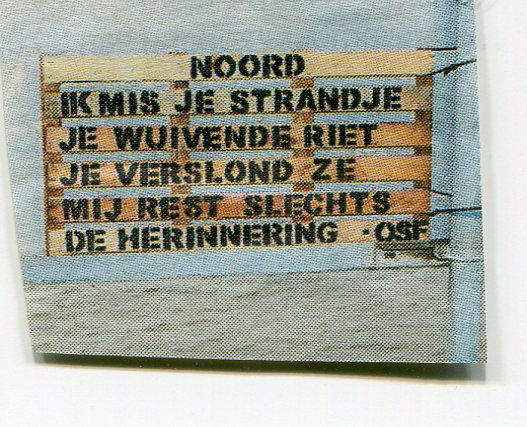 NOORD
IK MIS JE STRANDJE
JE WUIVENDE RIET
JE VERSLOND ZE
MIJ REST SLECHTS
DE HERINNERING ·OSF